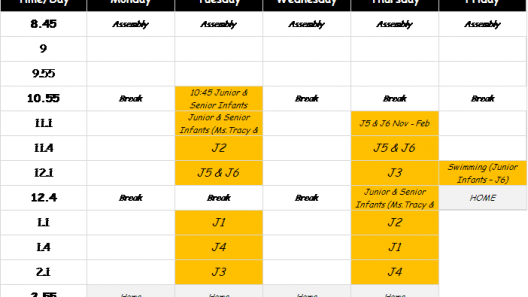 Time/Day Monday Tuesday Wednesday Thursday Friday
8.45 Assembly Assembly Assembly Assembly Assembly
9
9.55
10.55 Break 10:45 Junior & Break Break Break
Senior Infants
11.1 Junior & Senior J5 & J6 Nov - Feb
Infants (Ms.Tracy &
11.4 J2 J5 & J6
12.1 J5 & J6 J3 Swimming (Junior
Infants - J6)
12.4 Break Break Break Junior & Senior HOME
Infants (Ms.Tracy &
1.1 J1 J2
1.4 J4 J1
2.1 J3 J4
Home Home Home Home